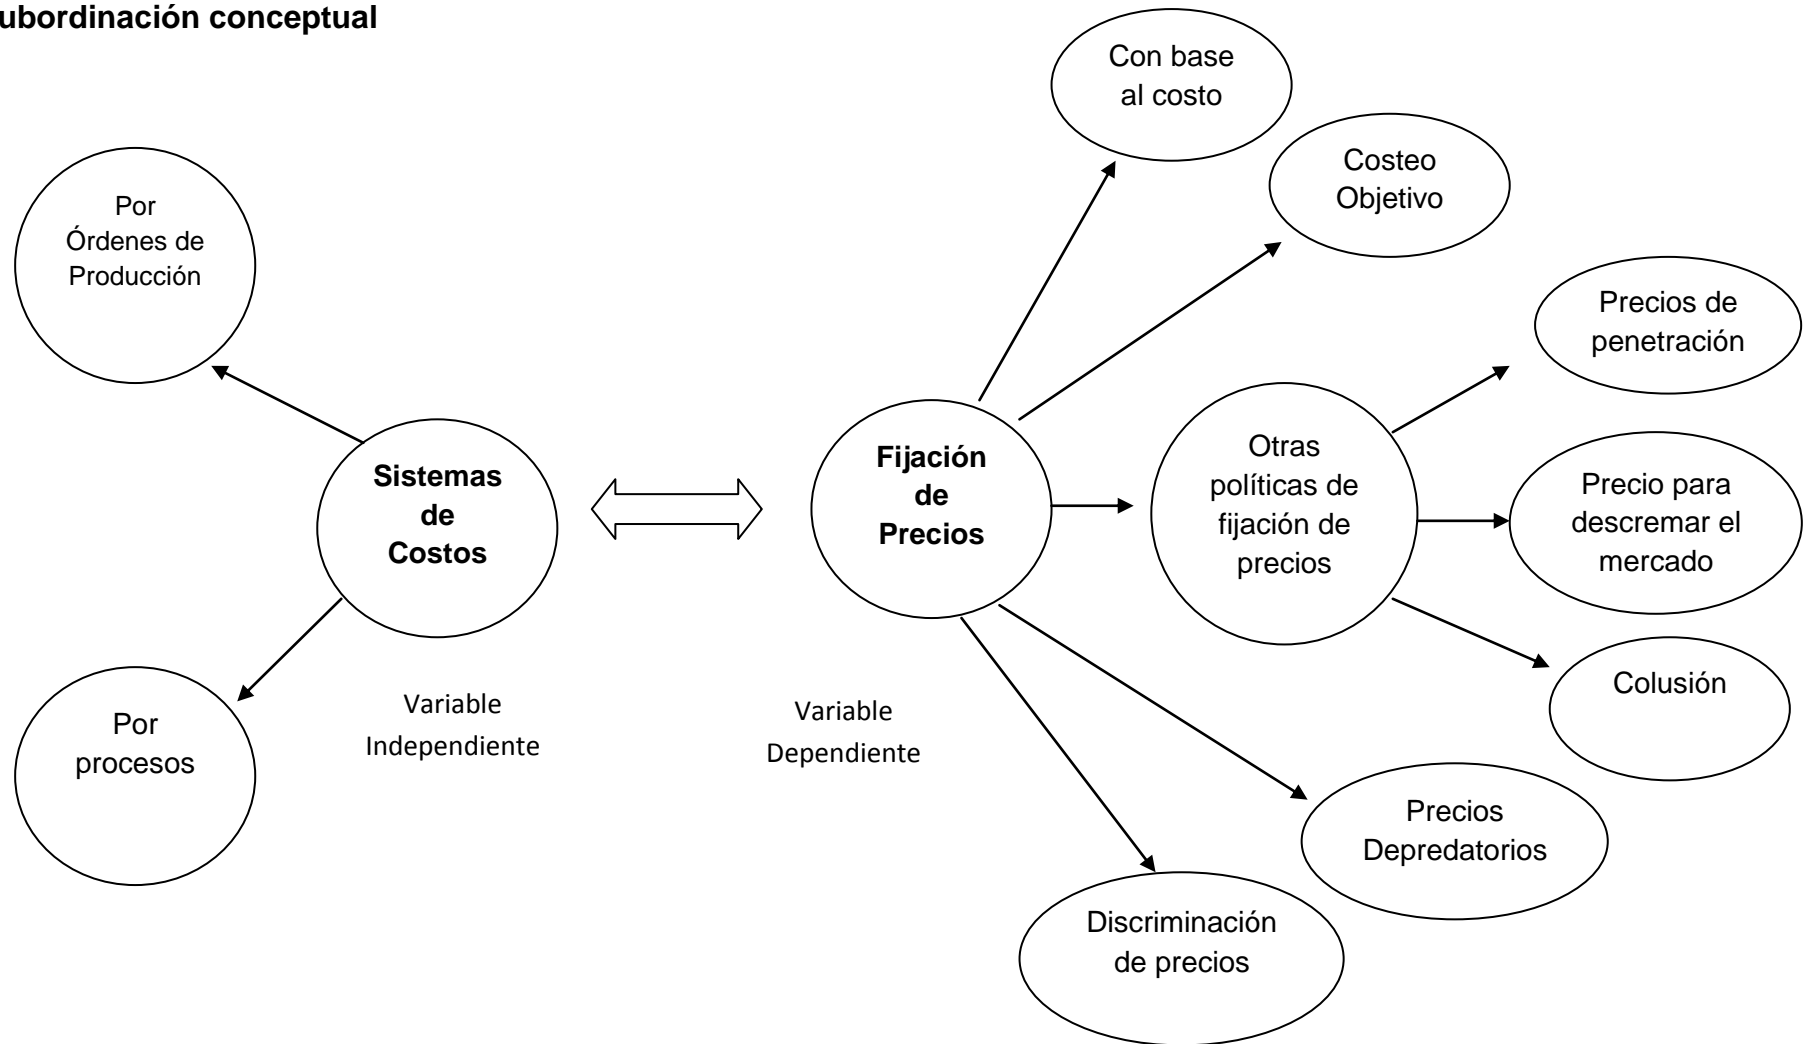 ubordinación conceptual
Con base
al costo
Costeo
Objetivo
Por
Órdenes de
Producción
Precios de
penetración
Sistemas
de
Costos
Fijación
de
Precios
Otras
políticas de
fijación de
precios
Precio para
descremar el
mercado
Colusión
Variable
Independiente
Variable
Dependiente
Por
procesos
Precios
Depredatorios
Discriminación
de precios